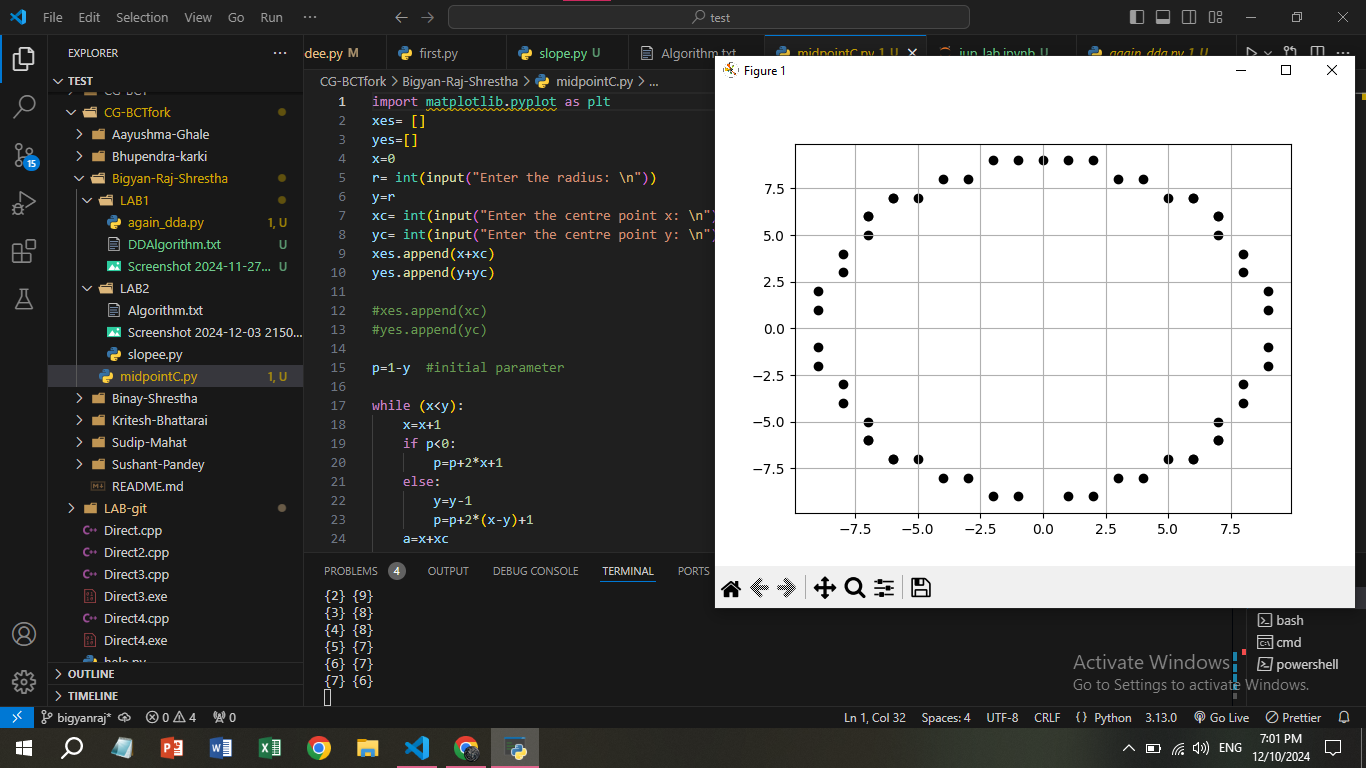 File Edit Selection View Go Run ··· test
EXPLORER ···
TEST
CG-BCTfork
Aayushma-Ghale
Bhupendra-karki
Bigyan-Raj-Shrestha
LAB1
again_dda.py 1, U
DDAlgorithm.txt U
Screenshot 2024-11-27... U
LAB2
Algorithm.txt
Screenshot 2024-12-03 2150...
slopee.py
midpointC.py 1, U
Binay-Shrestha
Kritesh-Bhattarai
Sudip-Mahat
Sushant-Pandey
README.md
LAB-git
Direct.cpp
Direct2.cpp
Direct3.cpp
Direct3.exe
Direct4.cpp
Direct4.exe
OUTLINE
TIMELINE
dee.py M first.py slope.py U Algorithm.txt midpointC.py 1, U jup_lab.ipynb U again_dda.py 1, U
CG-BCTfork > Bigyan-Raj-Shrestha > midpointC.py > ...
1 import matplotlib.pyplot as plt
2 xes= []
3 yes=[]
4 x=0
5 r= int(input("Enter the radius: \n"))
6 y=r
7 xc= int(input("Enter the centre point x: \n")
8 yc= int(input("Enter the centre point y: \n")
9 xes.append(x+xc)
10 yes.append(y+yc)
11
12 #xes.append(xc)
13 #yes.append(yc)
14
15 p=1-y #initial parameter
16
17 while (x<y):
18 x=x+1
19 if p<0:
20 p=p+2*x+1
21 else:
22 y=y-1
23 p=p+2*(x-y)+1
24 a=x+xc
Figure 1
7.5
5.0
2.5
0.0
−2.5
−5.0
−7.5
−7.5 −5.0 −2.5 0.0 2.5 5.0 7.5
PROBLEMS 4 OUTPUT DEBUG CONSOLE TERMINAL PORTS
{2} {9}
{3} {8}
{4} {8}
{5} {7}
{6} {7}
{7} {6}
bash
cmd
powershell
Activate Windows
Go to Settings to activate Windows.
15
bigyanraj* 0 4 0 Ln 1, Col 32 Spaces: 4 UTF-8 CRLF { } Python 3.13.0 Go Live Prettier
ENG 7:01 PM
12/10/2024